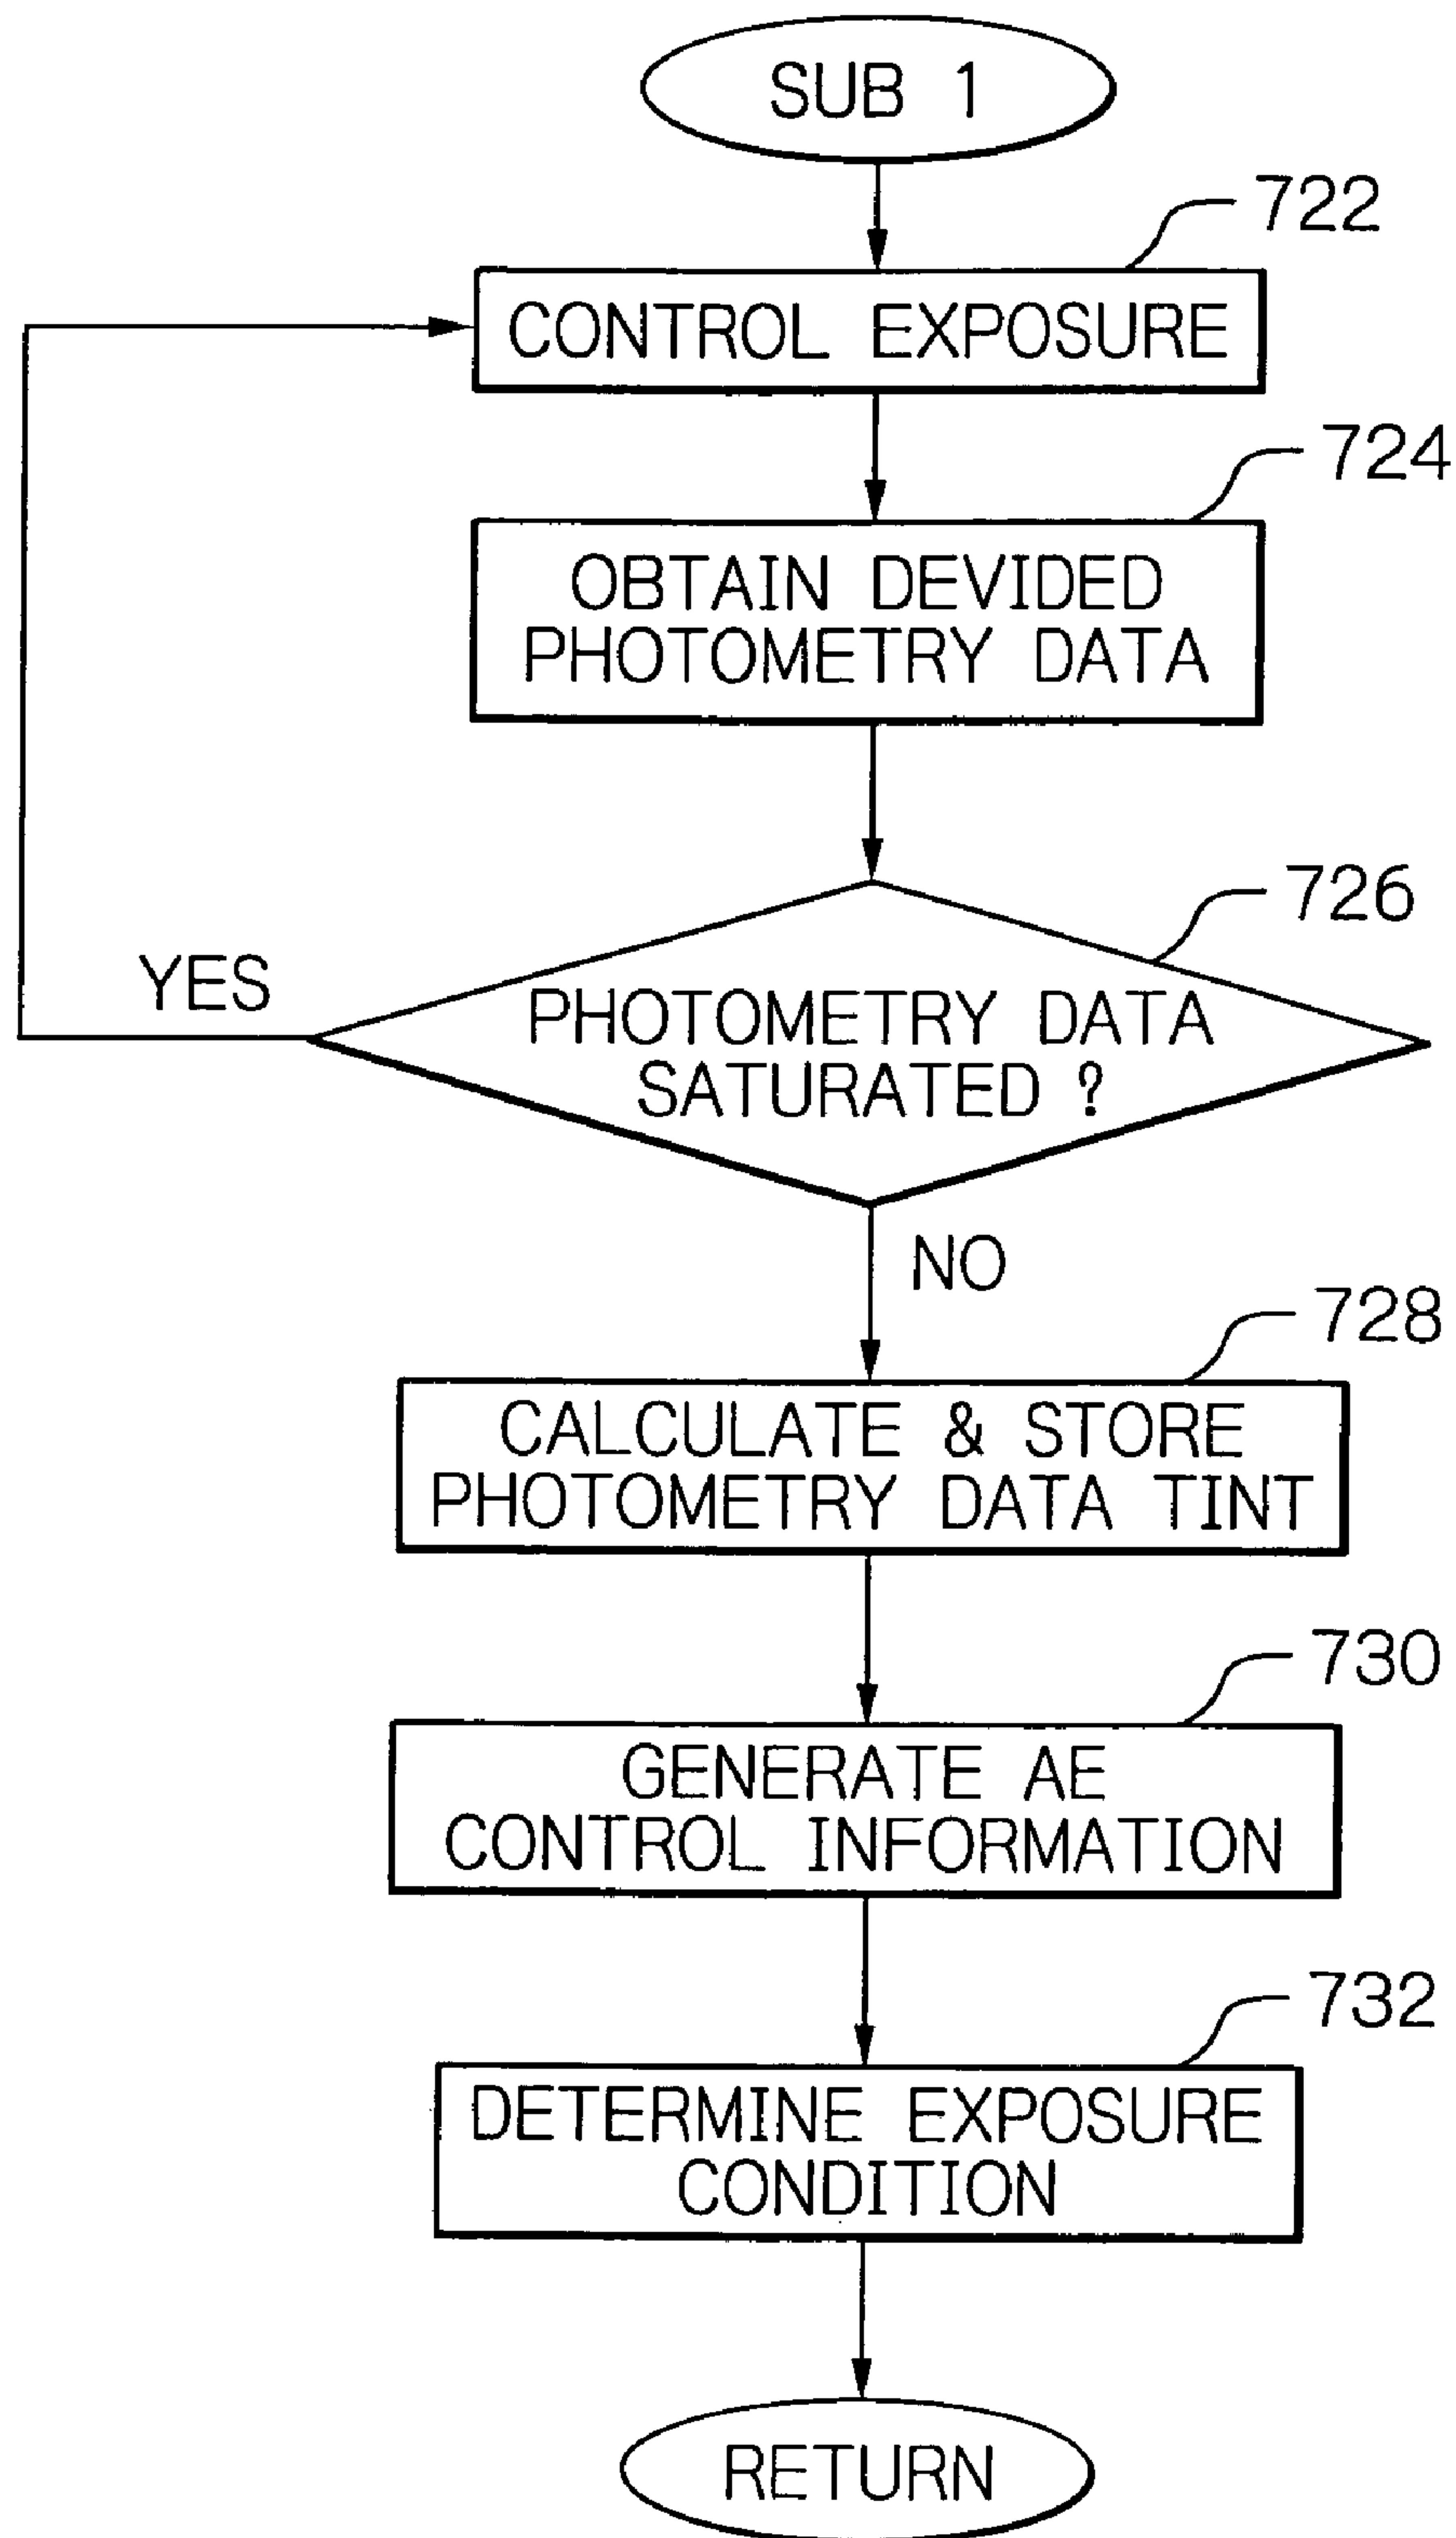 SUB 1
722
CONTROL EXPOSURE
724
OBTAIN DEVIDED
PHOTOMETRY DATA
726
YES
PHOTOMETRY DATA
SATURATED ?
NO
728
CALCULATE & STORE
PHOTOMETRY DATA TINT
730
GENERATE AE
CONTROL INFORMATION
732
DETERMINE EXPOSURE
CONDITION
RETURN